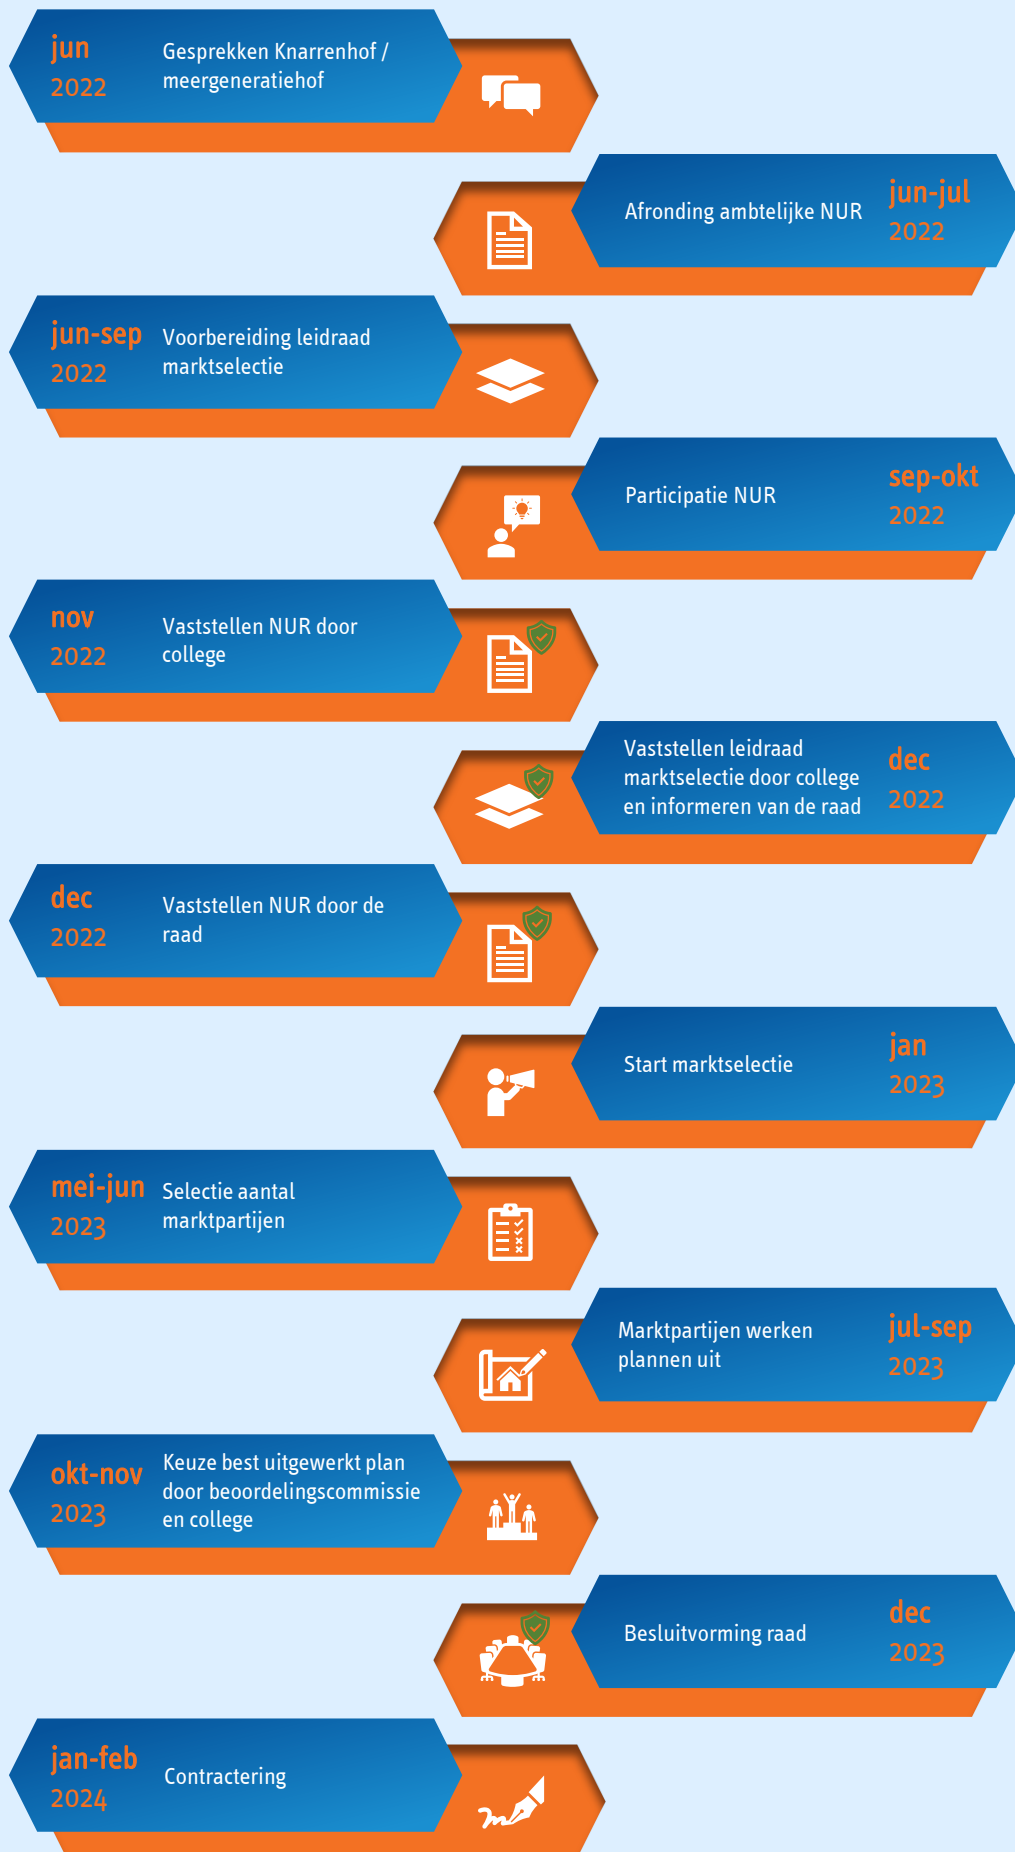 jun
2022
Gesprekken Knarrenhof /
meergeneratiehof
Afronding ambtelijke NUR
jun-jul
2022
jun-sep
2022
Voorbereiding leidraad
marktselectie
Participatie NUR
sep-okt
2022
nov
2022
Vaststellen NUR door
college
Vaststellen leidraad
marktselectie door college
en informeren van de raad
dec
2022
dec
2022
Vaststellen NUR door de
raad
Start marktselectie
jan
2023
mei-jun
2023
Selectie aantal
marktpartijen
Marktpartijen werken
plannen uit
jul-sep
2023
okt-nov
2023
Keuze best uitgewerkt plan
door beoordelingscommissie
en college
Besluitvorming raad
dec
2023
jan-feb
2024
Contractering